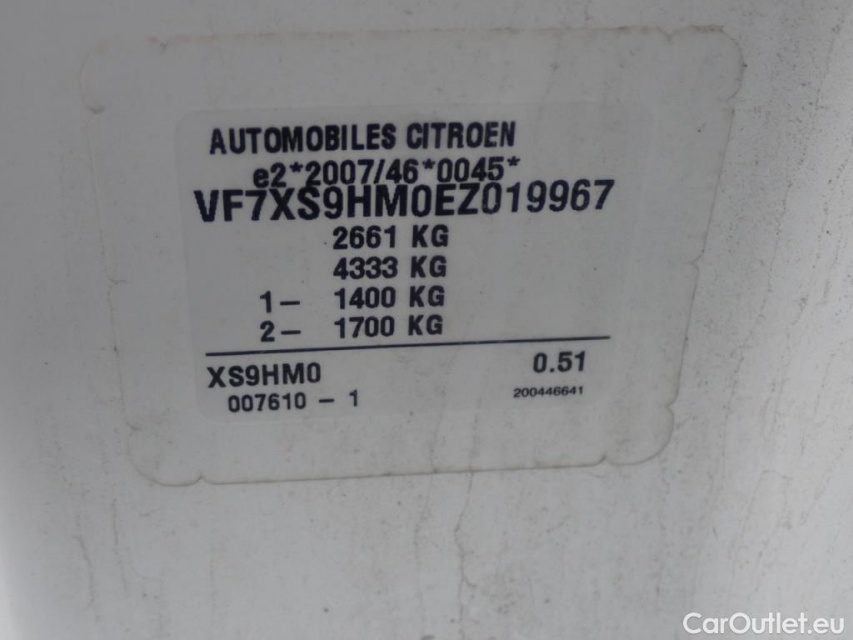 AUTOMOBILES CITROEN
e2*2007/46*0045*
VF7XS9HM0EZ019967
2661 KG
4333 KG
1- 1400 KG
2- 1700 KG
XS9HM0 0.51
007610 - 1 200446641
CarOutlet.eu